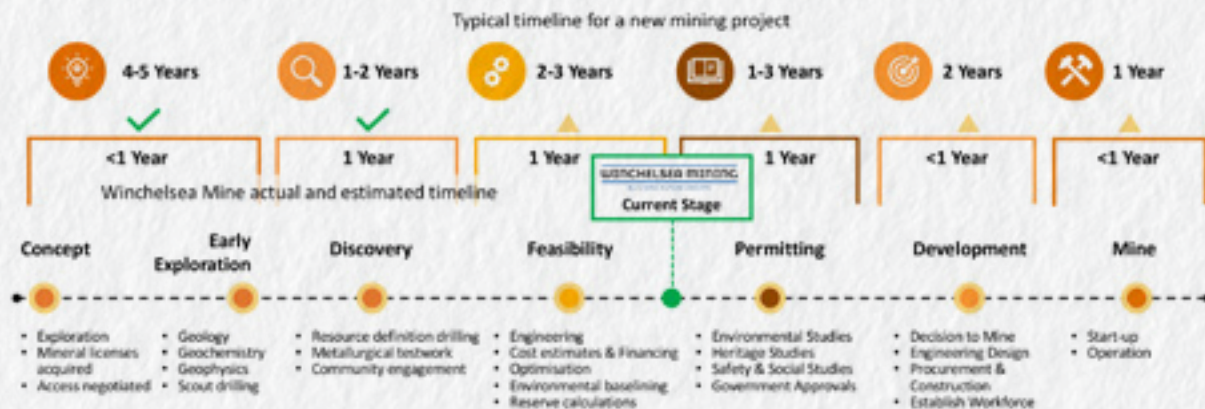 Typical timeline for a new mining project
4-5 Years
1-2 Years
2-3 Years
1-3 Years
2 Years
1 Year
<1 Year
1 Year
1 Year
1 Year
<1 Year
<1 Year
Winchelsea Mine actual and estimated timeline
WINCHELSEA MINING
Current Stage
Concept
Early
Exploration
Discovery
Feasibility
Permitting
Development
Mine
• Exploration
• Mineral licenses
acquired
• Access negotiated
• Geology
• Geochemistry
• Geophysics
• Scout drilling
• Resource definition drilling
• Metallurgical testwork
• Community engagement
• Engineering
• Cost estimates & Financing
• Optimisation
• Environmental baselining
• Reserve calculations
• Environmental Studies
• Heritage Studies
• Safety & Social Studies
• Government Approvals
• Decision to Mine
• Engineering Design
• Procurement &
Construction
• Establish Workforce
• Start-up
• Operation